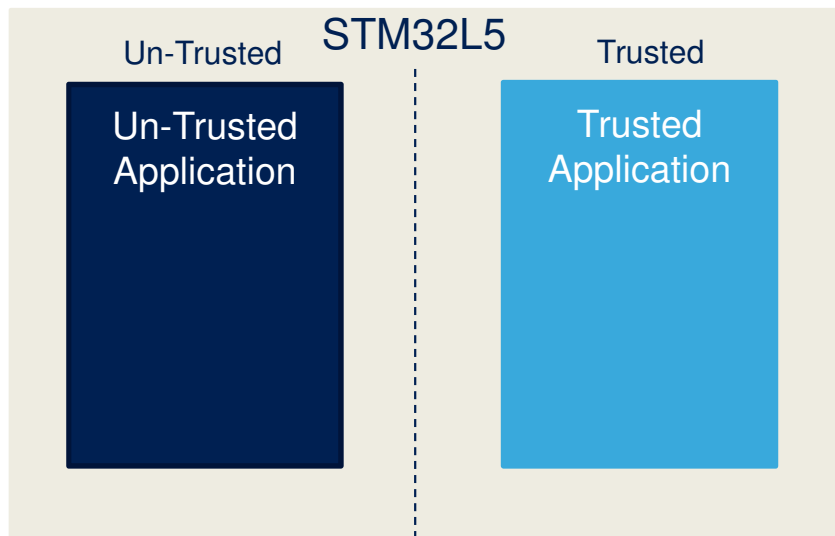 STM32L5
Un-Trusted
Trusted
Un-Trusted
Application
Trusted
Application